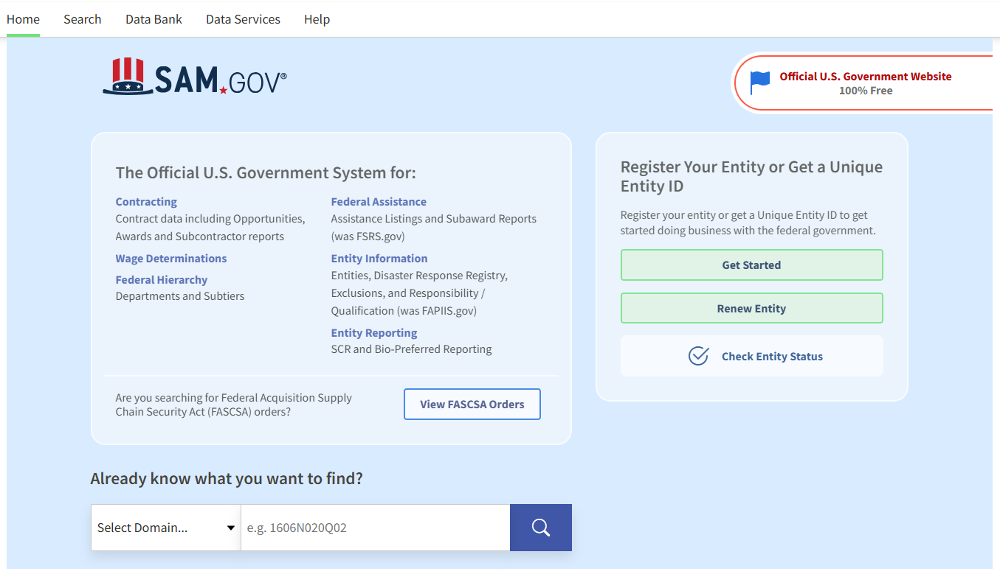 Home Search Data Bank Data Services Help
SAM.GOV®
Official U.S. Government Website
100% Free
The Official U.S. Government System for:
Contracting
Contract data including Opportunities,
Awards and Subcontractor reports
Wage Determinations
Federal Hierarchy
Departments and Subtiers
Federal Assistance
Assistance Listings and Subaward Reports
(was FSRS.gov)
Entity Information
Entities, Disaster Response Registry,
Exclusions, and Responsibility /
Qualification (was FAPIIS.gov)
Entity Reporting
SCR and Bio-Preferred Reporting
Are you searching for Federal Acquisition Supply
Chain Security Act (FASCSA) orders?
View FASCSA Orders
Register Your Entity or Get a Unique
Entity ID
Register your entity or get a Unique Entity ID to get
started doing business with the federal government.
Get Started
Renew Entity
Check Entity Status
Already know what you want to find?
Select Domain...
e.g. 1606N020Q02